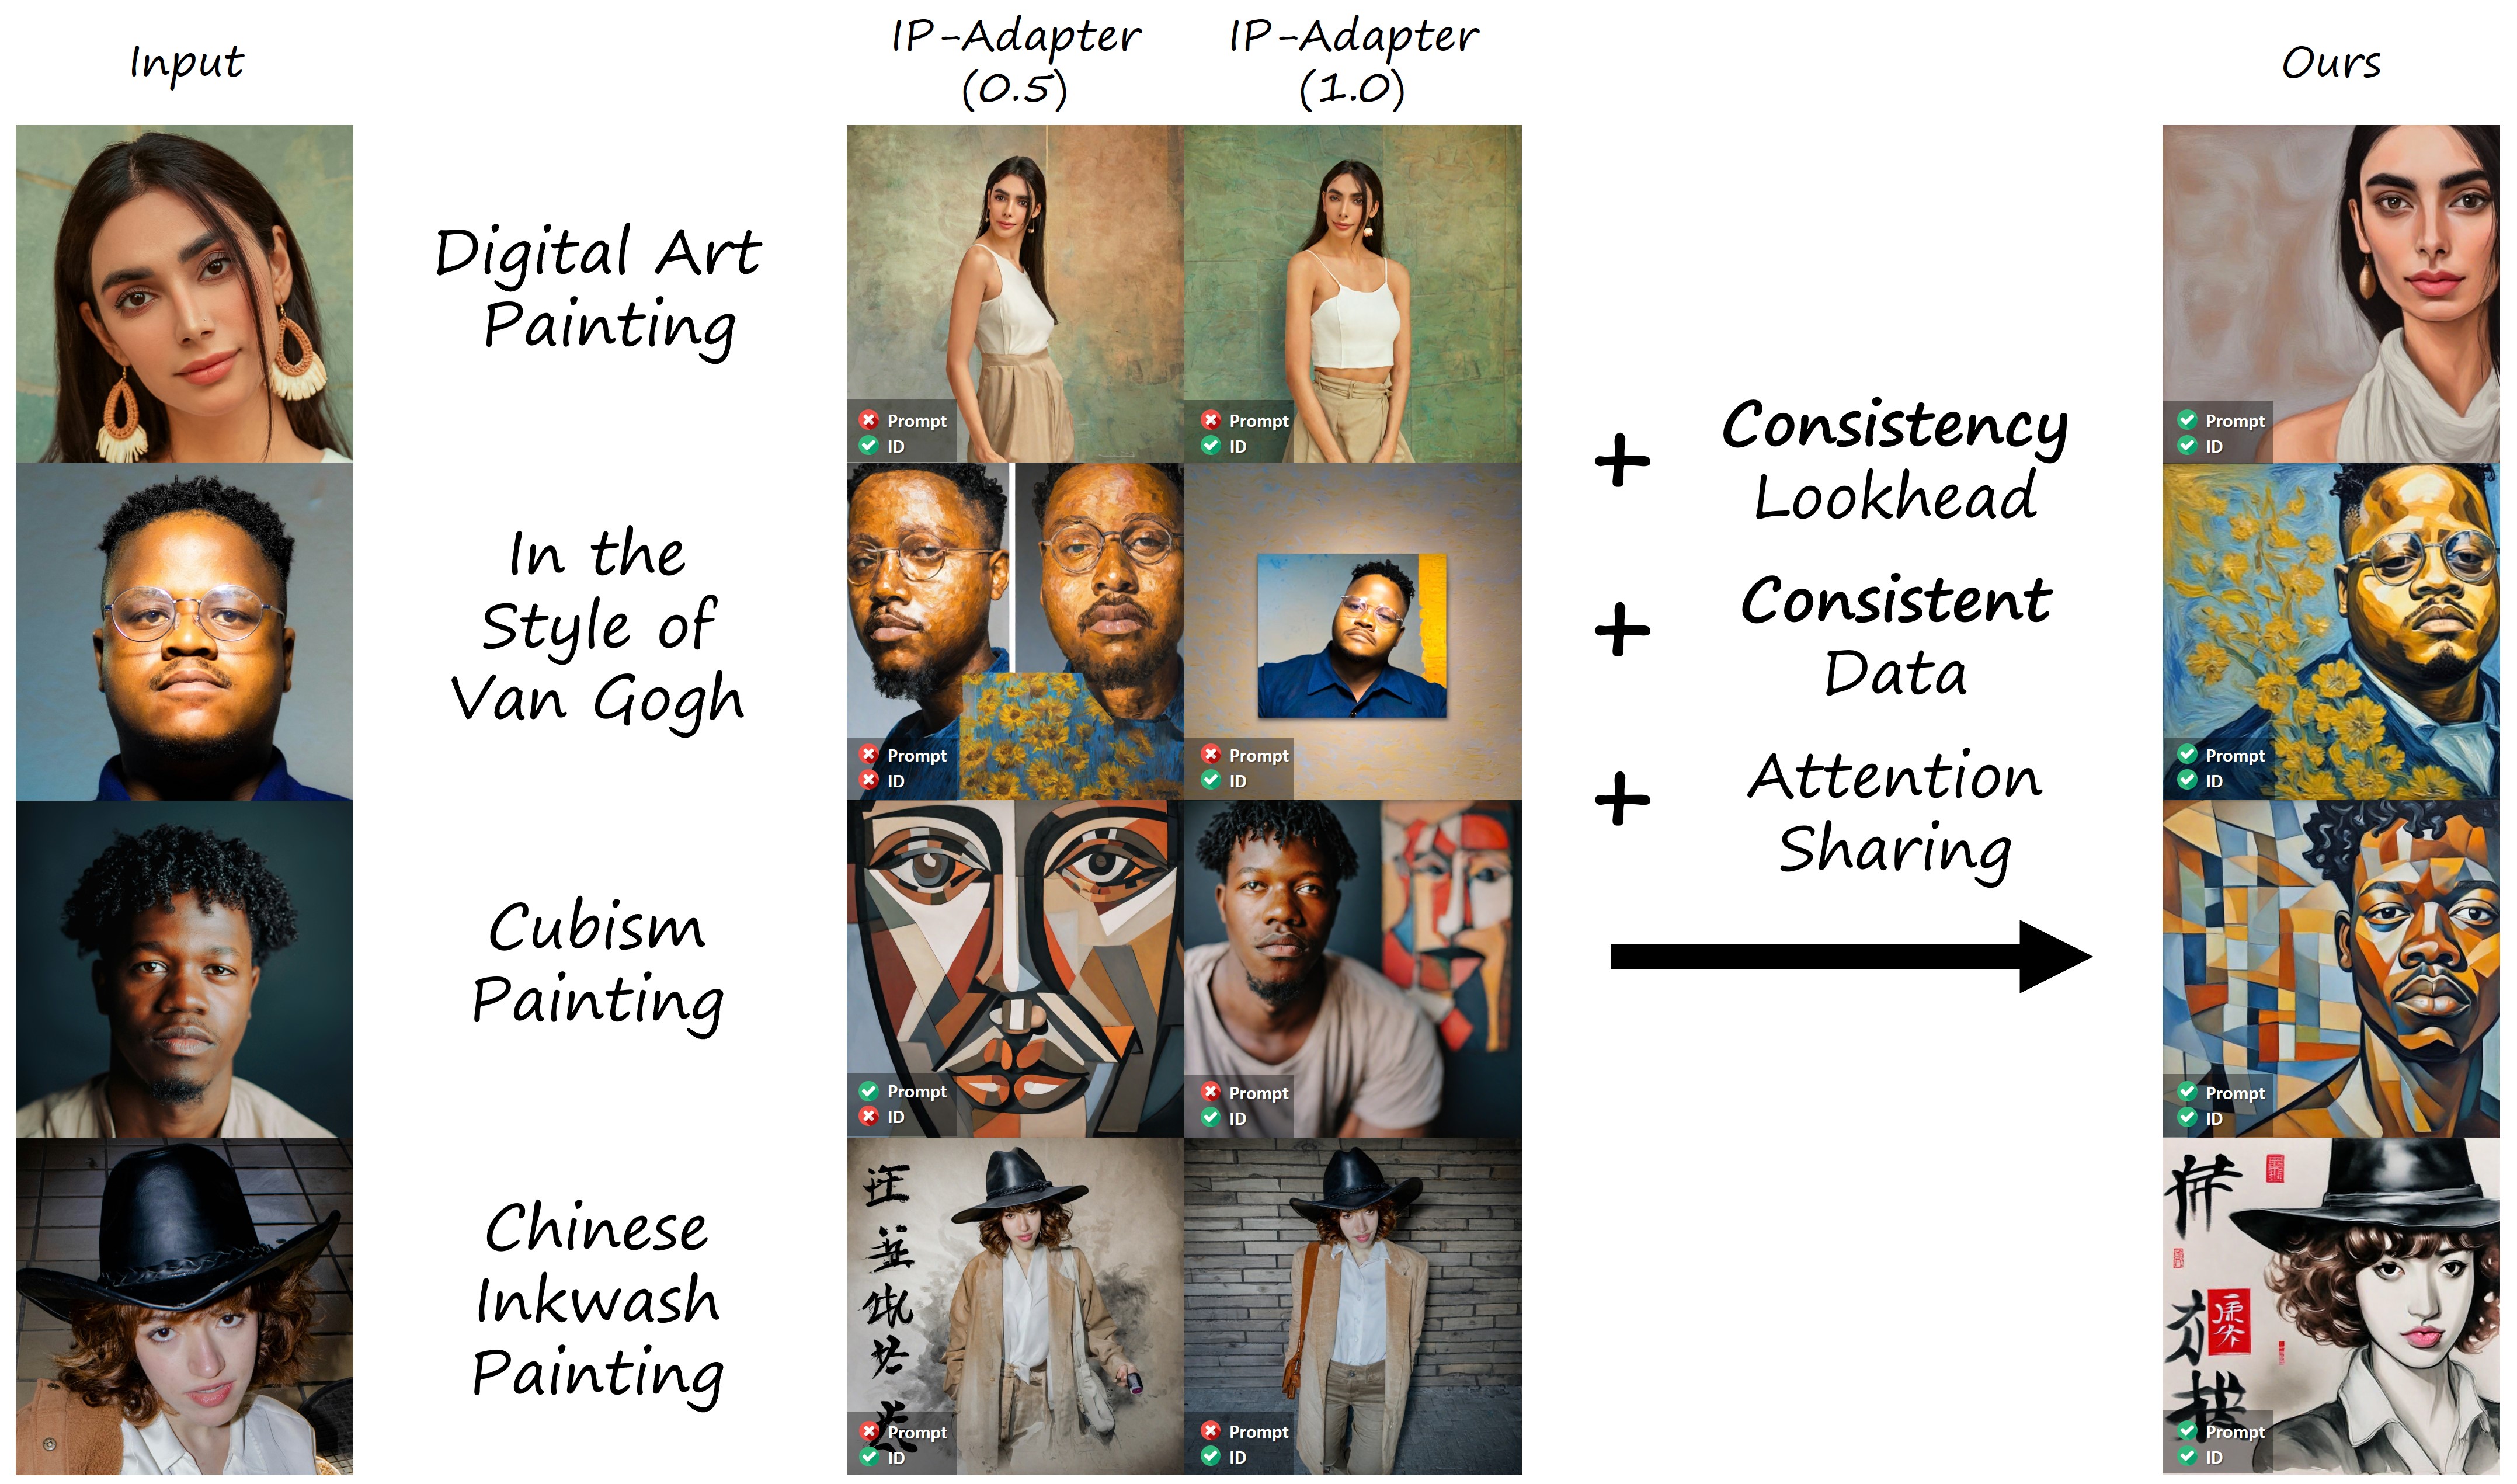 Input
IP-Adapter
(0.5)
IP-Adapter
(1.0)
Ours
Digital Art
Painting
Prompt
ID
Prompt
ID
Prompt
ID
In the
Style of
Van Gogh
Prompt
ID
Prompt
ID
Prompt
ID
Cubism
Painting
Prompt
ID
Prompt
ID
Prompt
ID
Chinese
Inkwash
Painting
Prompt
ID
Prompt
ID
Prompt
ID
+ Consistency
Lookhead
+ Consistent
Data
+ Attention
Sharing